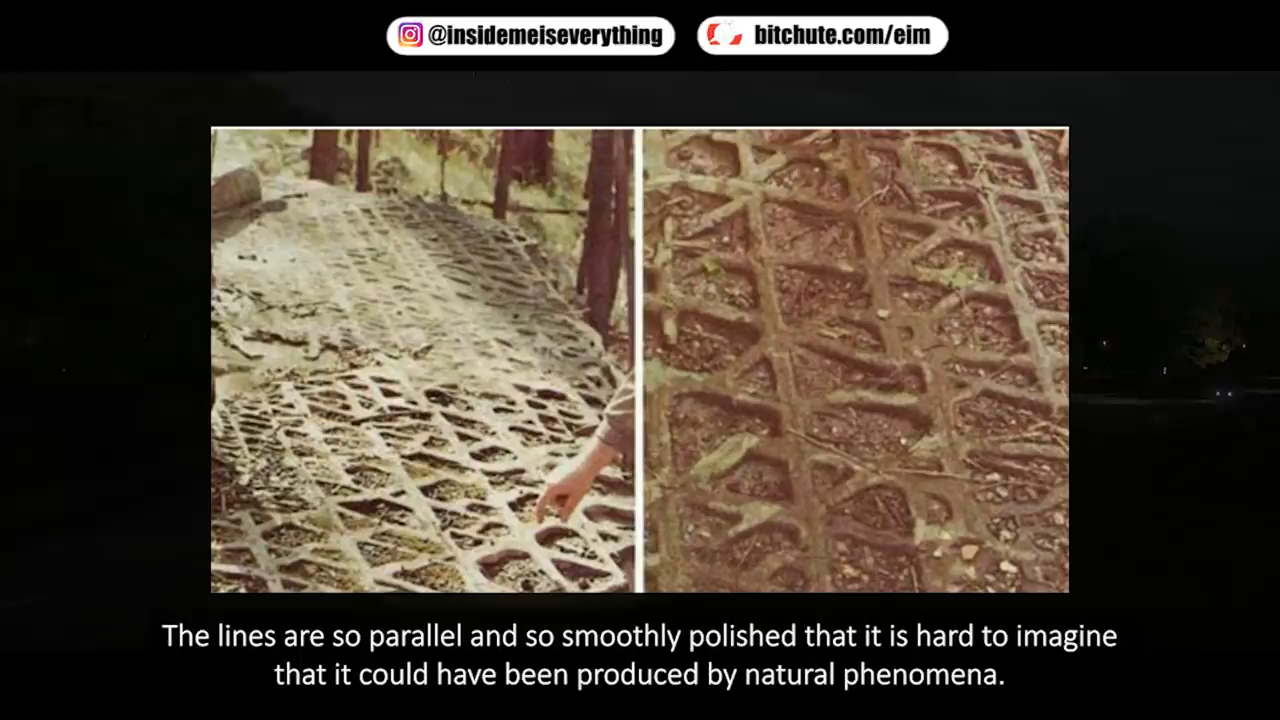 @insidemeiseverything
bitchute.com/eim
The lines are so parallel and so smoothly polished that it is hard to imagine
that it could have been produced by natural phenomena.